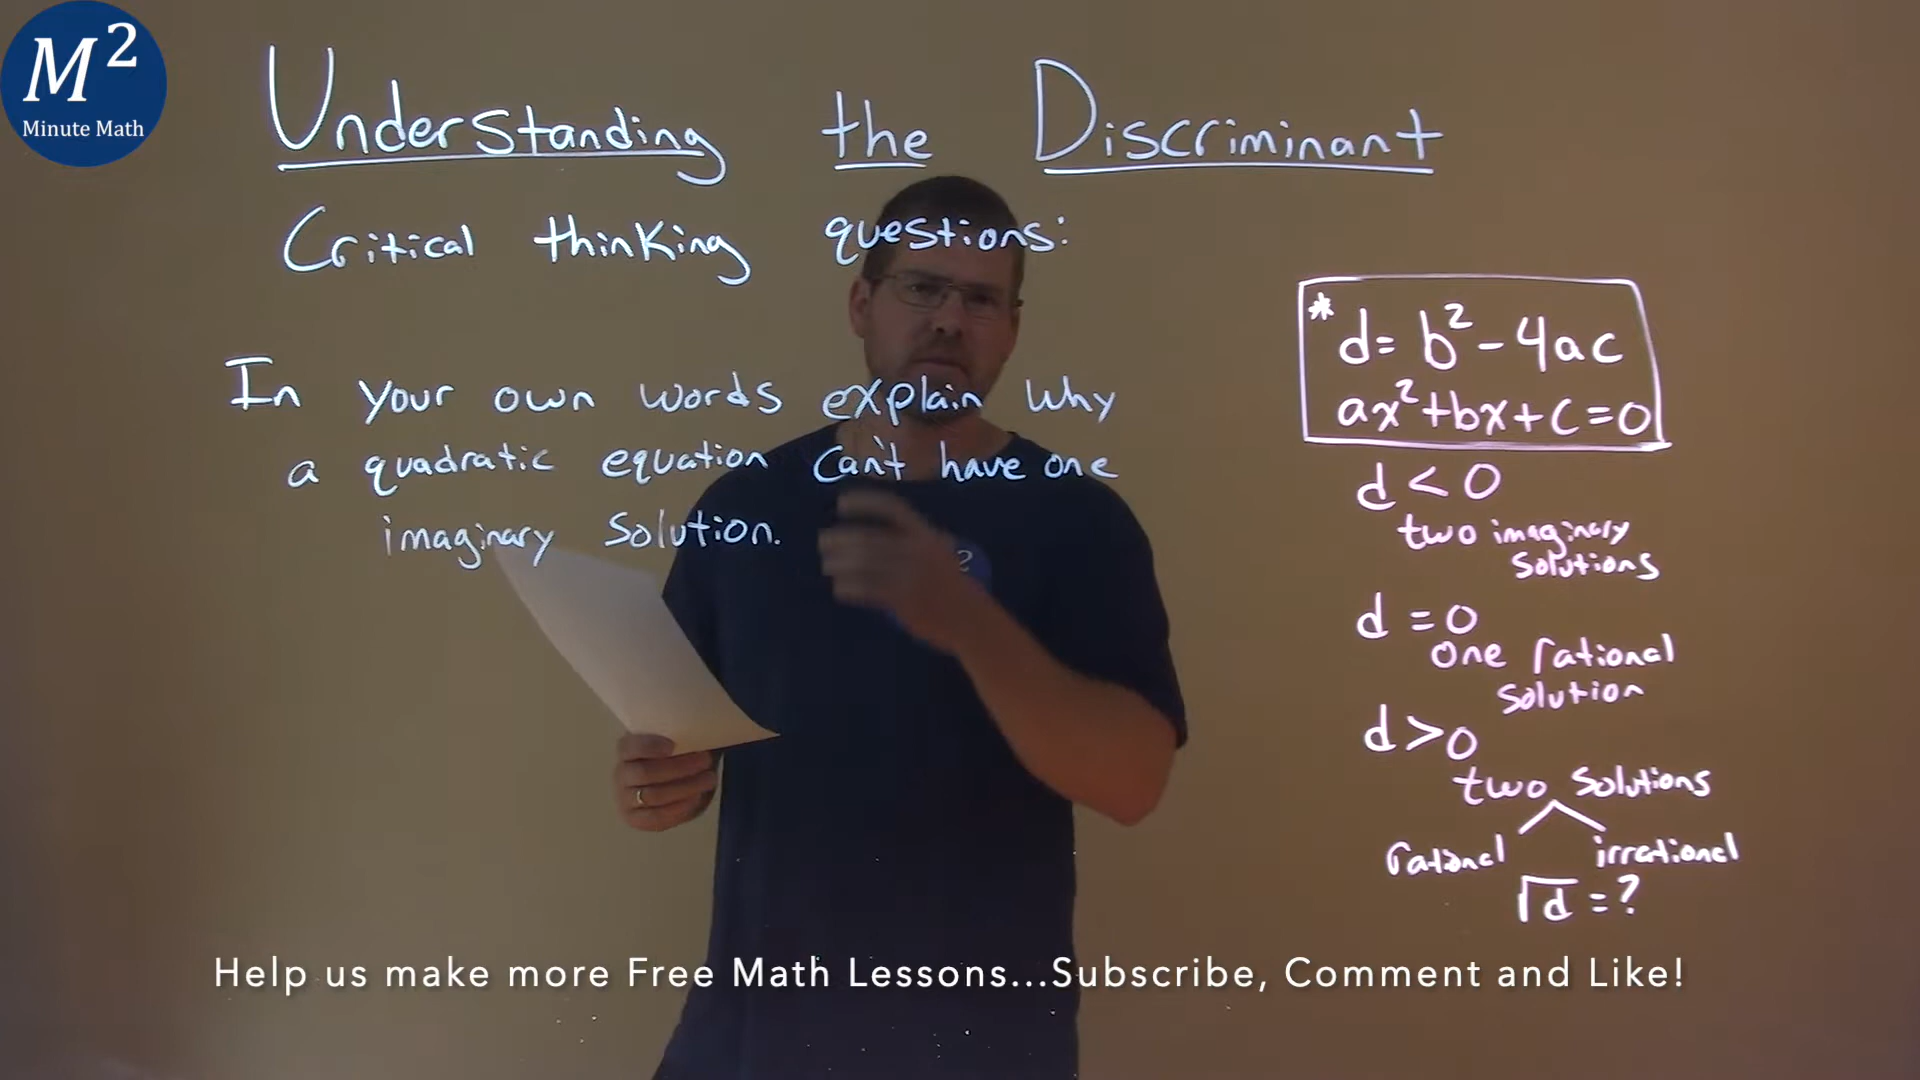 M²
Minute Math
Understanding the Discriminant
Critical thinking questions:
In your own words explain why
a quadratic equation can't have one
imaginary solution.
* d= b²-4ac
ax²+bx+c=0
d<0
two imaginary
solutions
d=0
one rational
solution
d>0
two solutions
rational irrational
√d=?
Help us make more Free Math Lessons...Subscribe, Comment and Like!